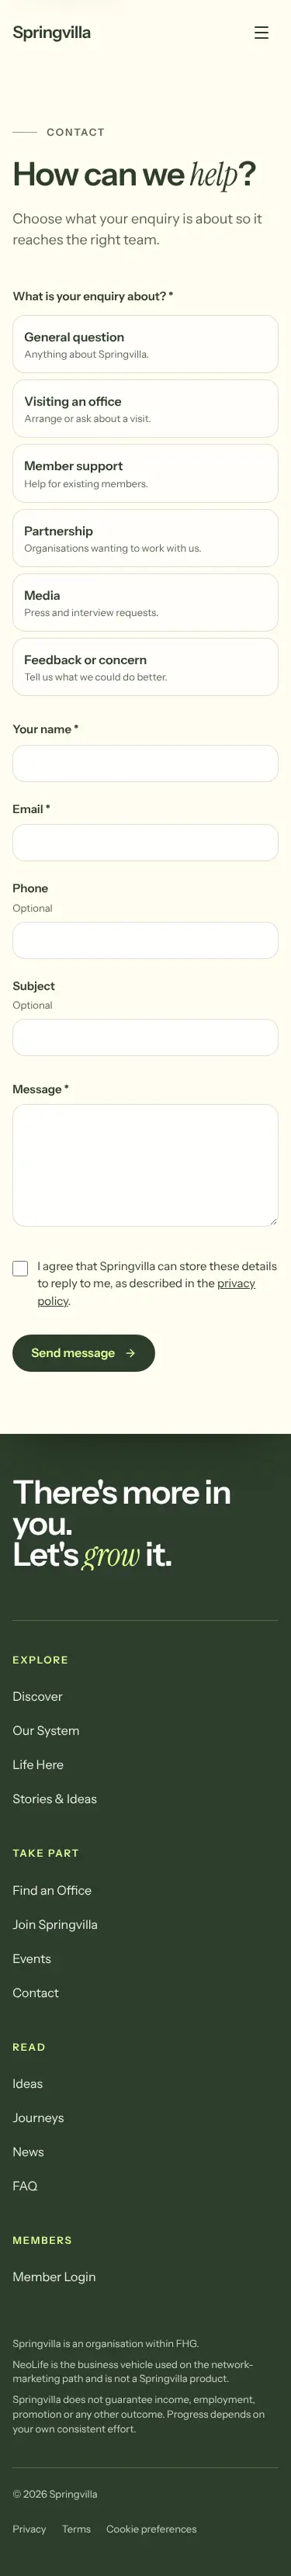 Springvilla
CONTACT
How can we help?
Choose what your enquiry is about so it
reaches the right team.
What is your enquiry about? *
General question
Anything about Springvilla.
Visiting an office
Arrange or ask about a visit.
Member support
Help for existing members.
Partnership
Organisations wanting to work with us.
Media
Press and interview requests.
Feedback or concern
Tell us what we could do better.
Your name *
Email *
Phone
Optional
Subject
Optional
Message *
I agree that Springvilla can store these details
to reply to me, as described in the privacy
policy.
Send message →
There's more in
you.
Let's grow it.
EXPLORE
Discover
Our System
Life Here
Stories & Ideas
TAKE PART
Find an Office
Join Springvilla
Events
Contact
READ
Ideas
Journeys
News
FAQ
MEMBERS
Member Login
Springvilla is an organisation within FHG.
NeoLife is the business vehicle used on the network-
marketing path and is not a Springvilla product.
Springvilla does not guarantee income, employment,
promotion or any other outcome. Progress depends on
your own consistent effort.
© 2026 Springvilla
Privacy Terms Cookie preferences